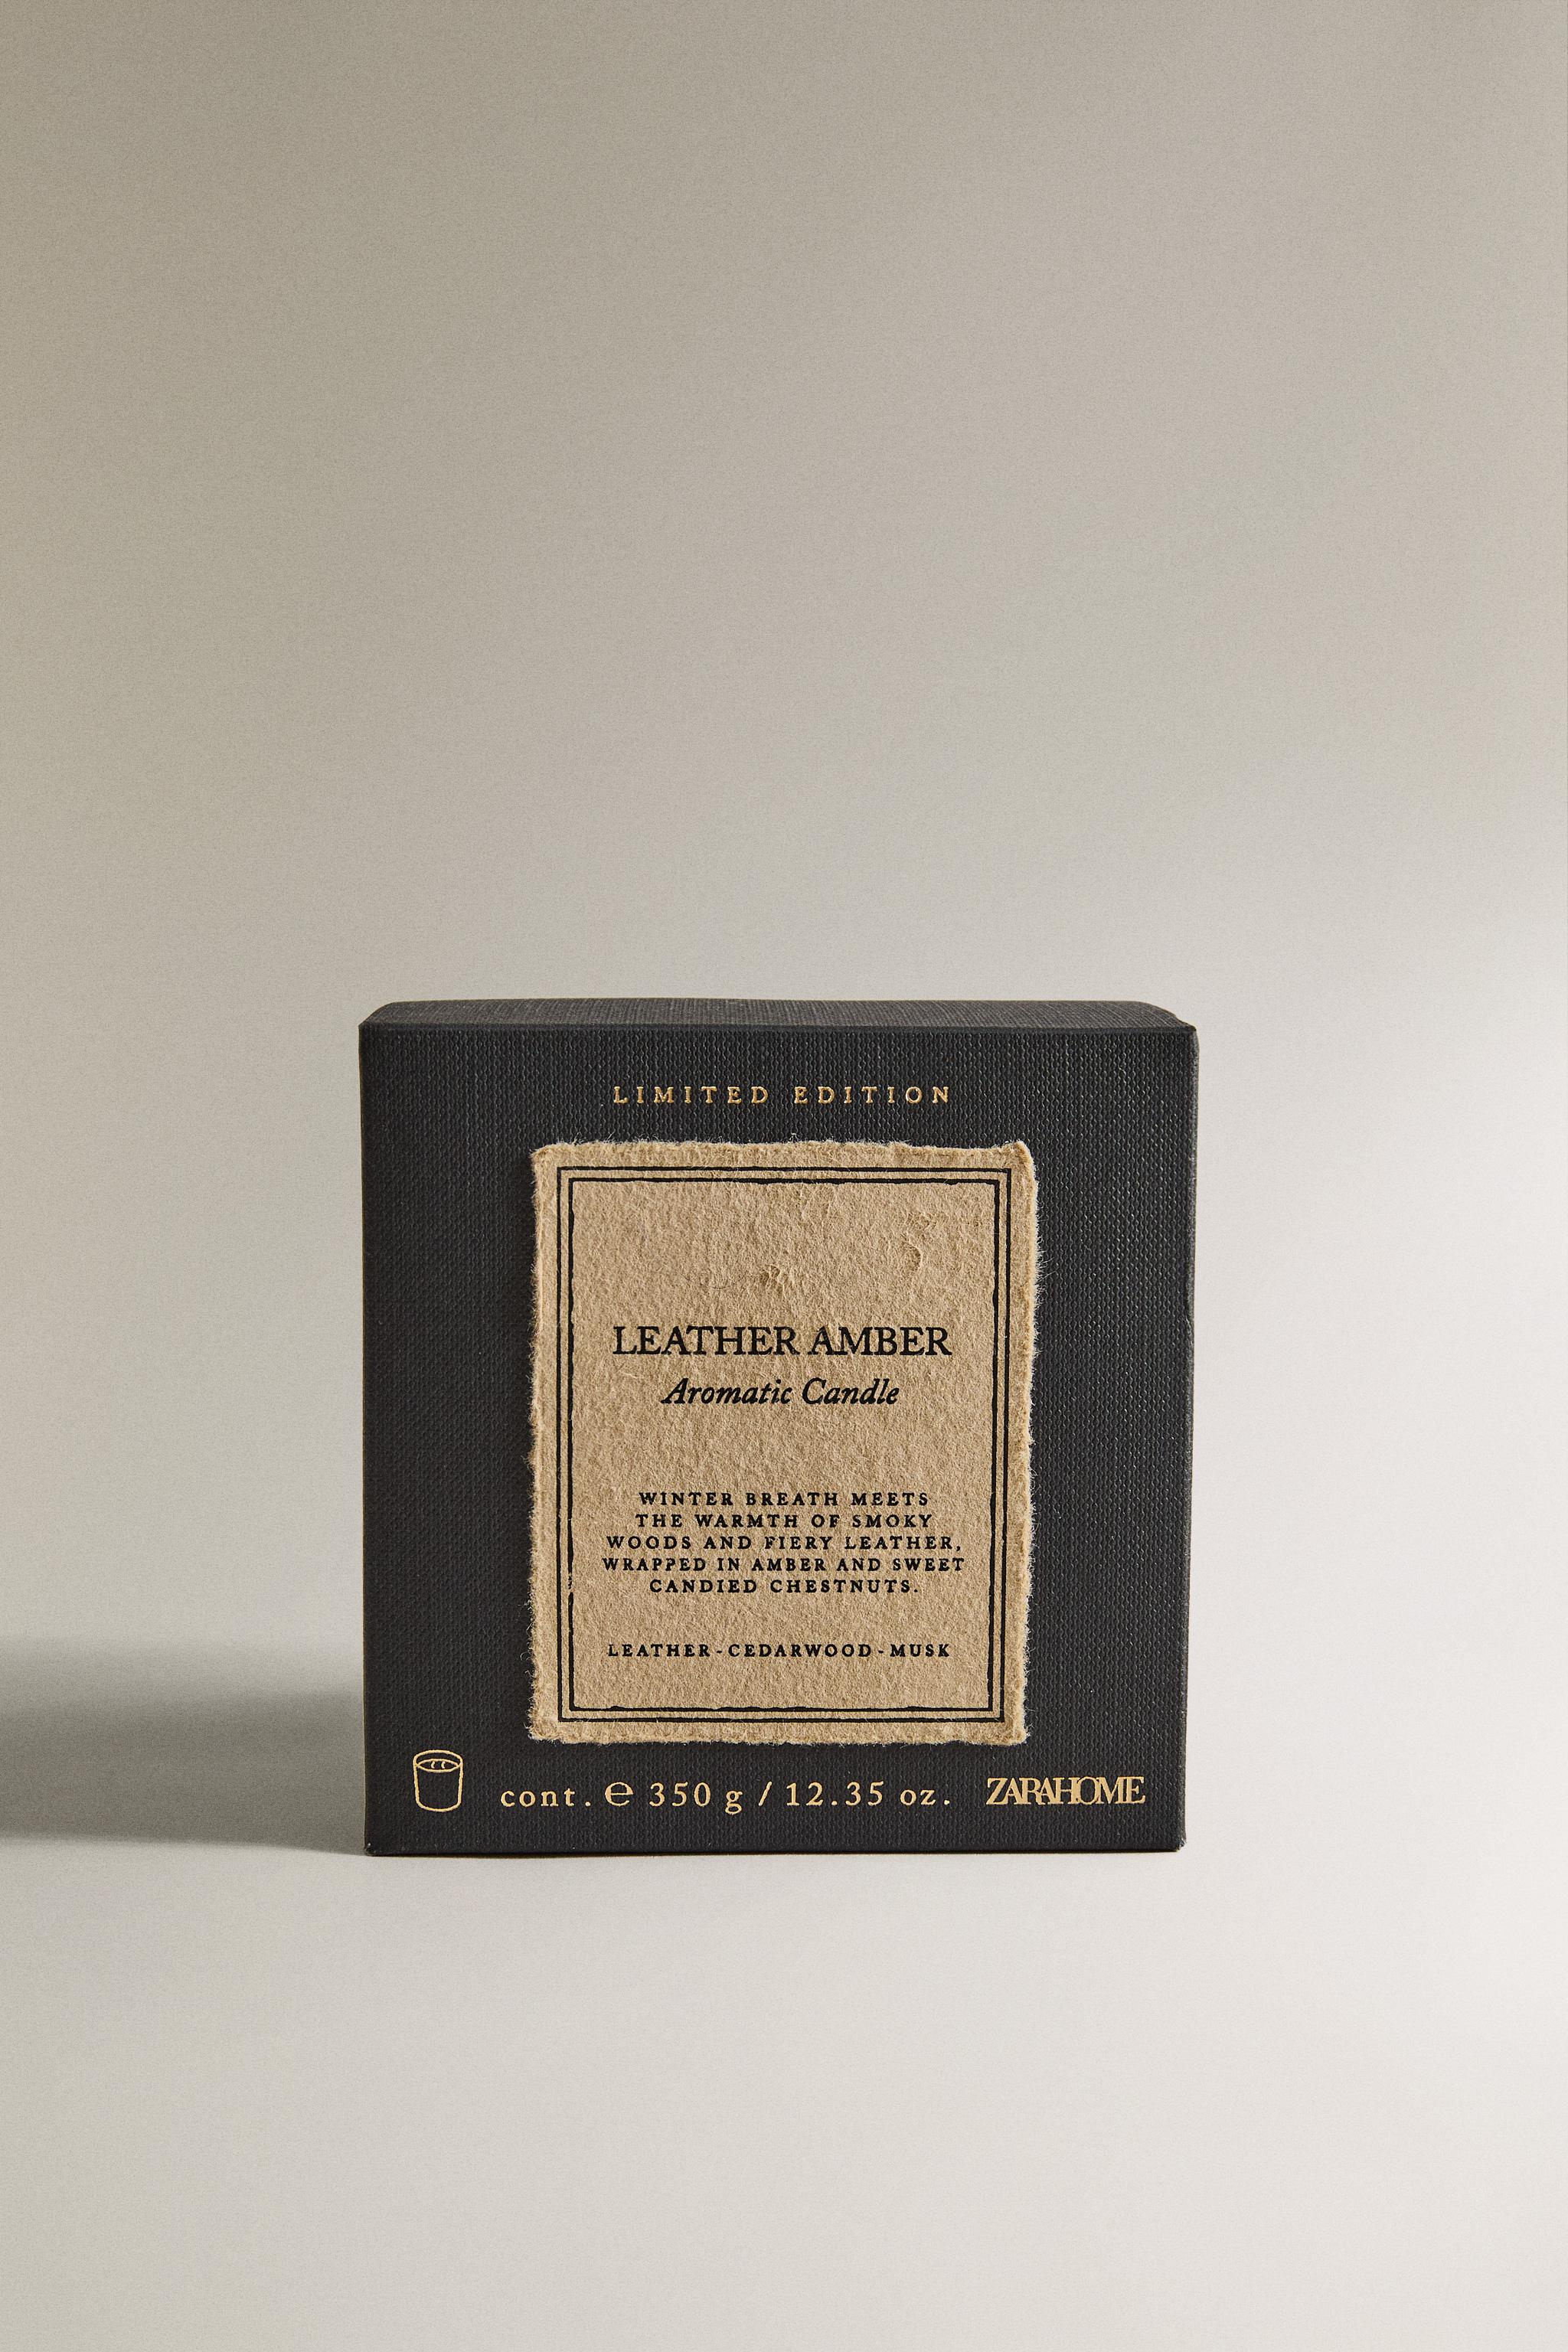 LIMITED EDITION
LEATHER AMBER
Aromatic Candle
WINTER BREATH MEETS
THE WARMTH OF SMOKY
WOODS AND FIERY LEATHER,
WRAPPED IN AMBER AND SWEET
CANDIED CHESTNUTS.
LEATHER-CEDARWOOD-MUSK
cont. ℮ 350 g / 12.35 oz. ZARAHOME